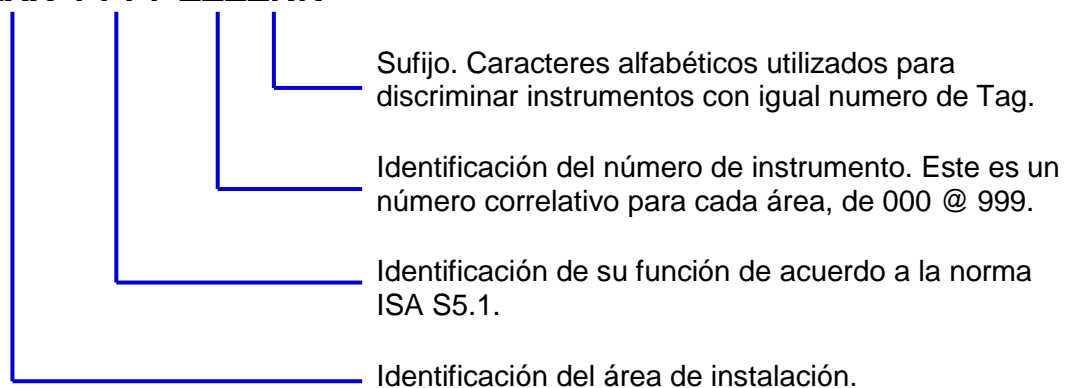 Sufijo. Caracteres alfabéticos utilizados para
discriminar instrumentos con igual numero de Tag.
Identificación del número de instrumento. Este es un
número correlativo para cada área, de 000 @ 999.
Identificación de su función de acuerdo a la norma
ISA S5.1.
Identificación del área de instalación.